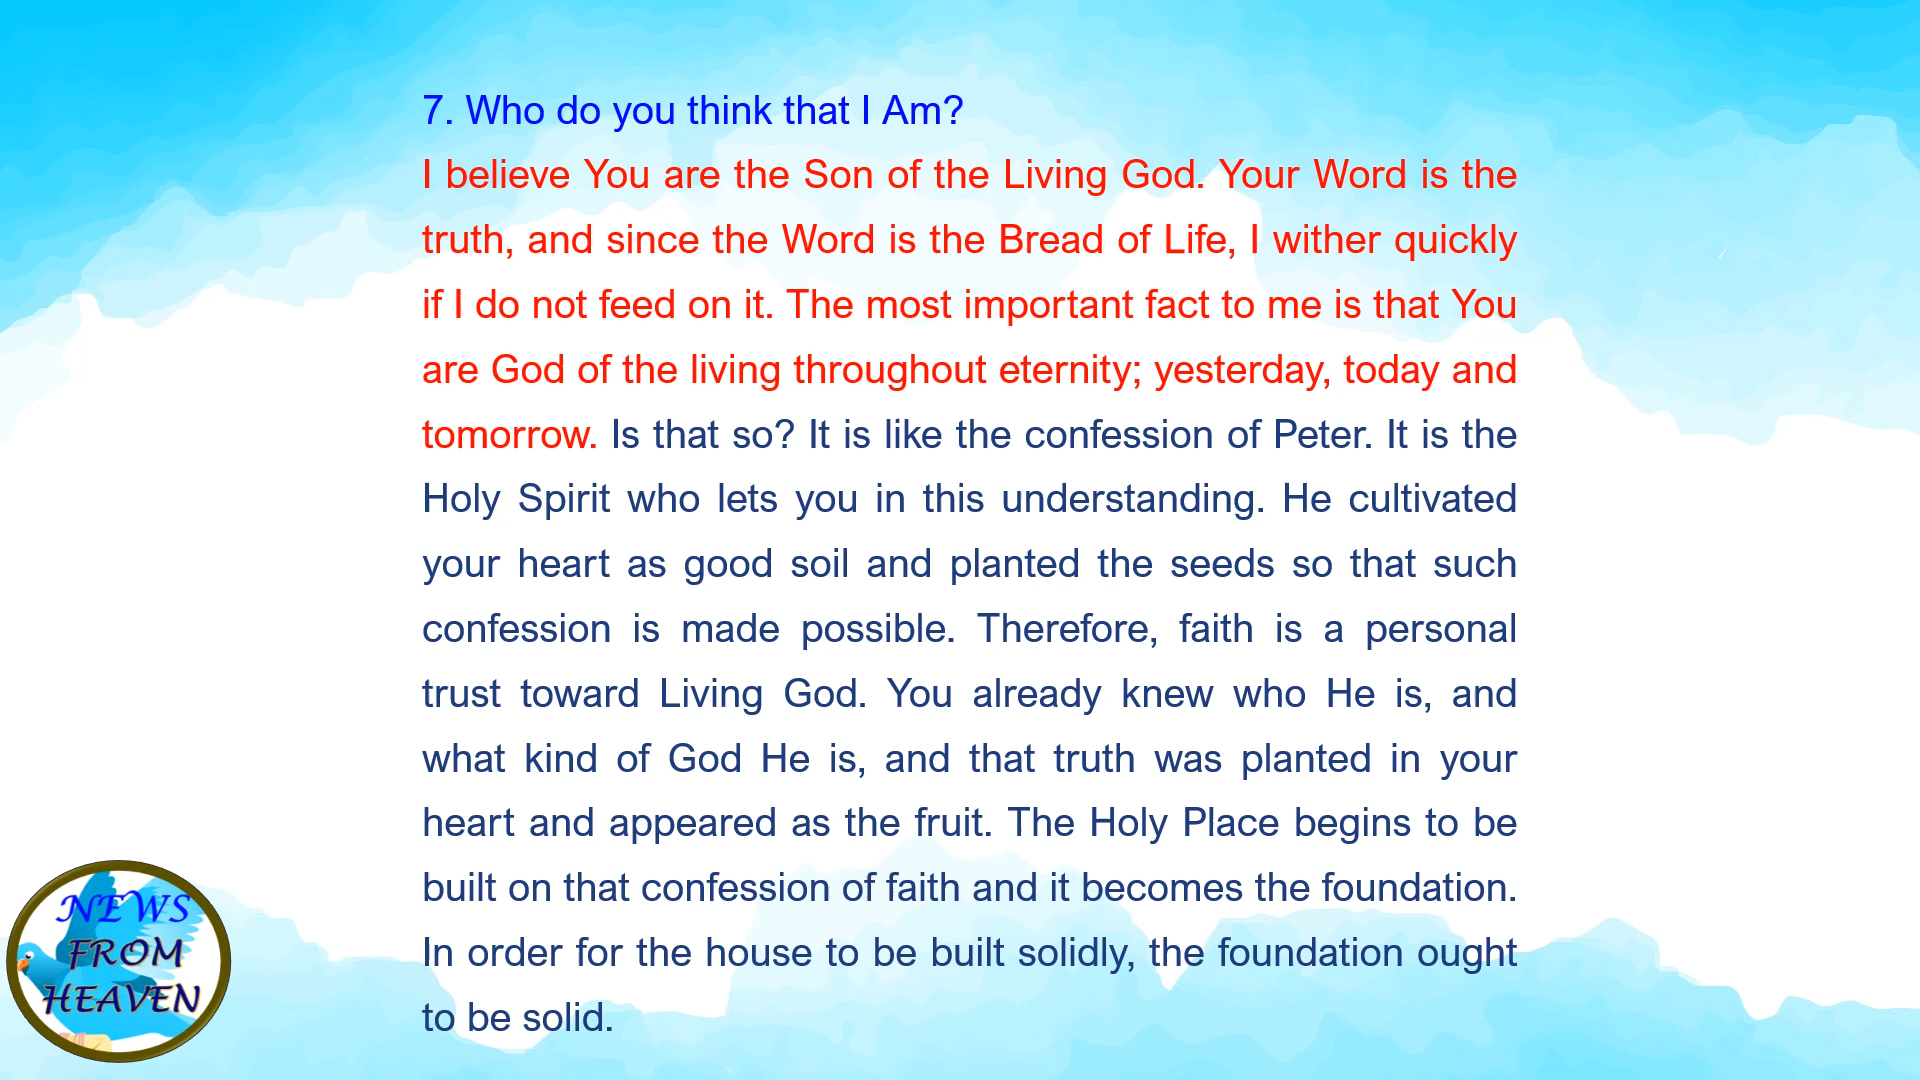 7. Who do you think that I Am?
I believe You are the Son of the Living God. Your Word is the
truth, and since the Word is the Bread of Life, I wither quickly
if I do not feed on it. The most important fact to me is that You
are God of the living throughout eternity; yesterday, today and
tomorrow. Is that so? It is like the confession of Peter. It is the
Holy Spirit who lets you in this understanding. He cultivated
your heart as good soil and planted the seeds so that such
confession is made possible. Therefore, faith is a personal
trust toward Living God. You already knew who He is, and
what kind of God He is, and that truth was planted in your
heart and appeared as the fruit. The Holy Place begins to be
built on that confession of faith and it becomes the foundation.
In order for the house to be built solidly, the foundation ought
to be solid.
NEWS
FROM
HEAVEN